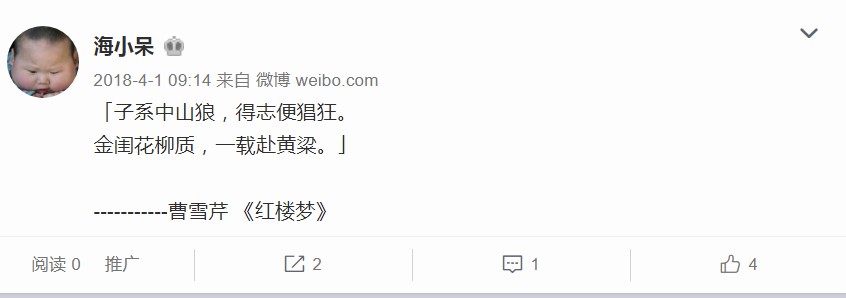 海小呆
2018-4-1 09:14 来自 微博 weibo.com
「子系中山狼，得志便猖狂。
金闺花柳质，一载赴黄粱。」
-----------曹雪芹 《红楼梦》
阅读 0 推广 2 1 4